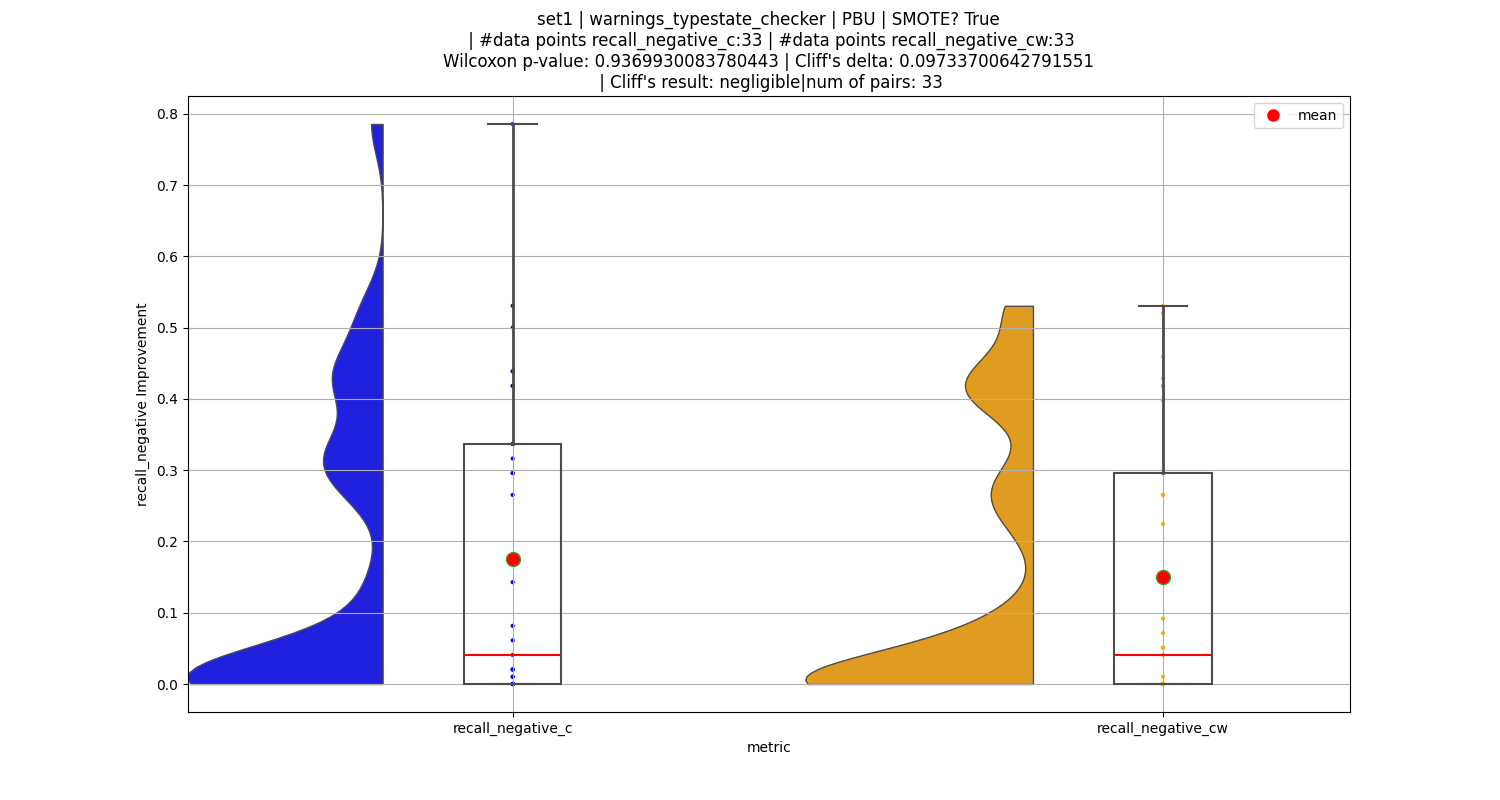 set1 | warnings_typestate_checker | PBU | SMOTE? True
| #data points recall_negative_c:33 | #data points recall_negative_cw:33
Wilcoxon p-value: 0.9369930083780443 | Cliff's delta: 0.09733700642791551
| Cliff's result: negligible|num of pairs: 33
mean
0.8
0.7
0.6
0.5
0.4
0.3
0.2
0.1
0.0
recall_negative Improvement
recall_negative_c
recall_negative_cw
metric